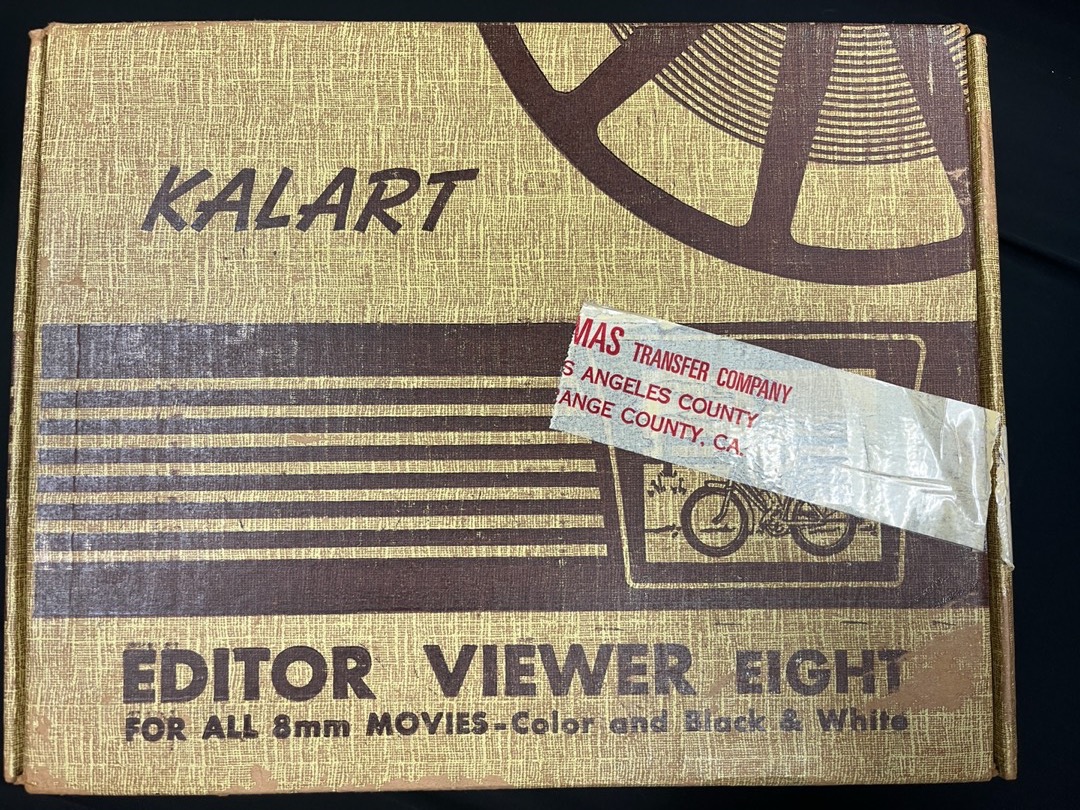 KALART
MAS TRANSFER COMPANY
S ANGELES COUNTY
ANGE COUNTY, CA.
EDITOR VIEWER EIGHT
FOR ALL 8mm MOVIES-Color and Black & White